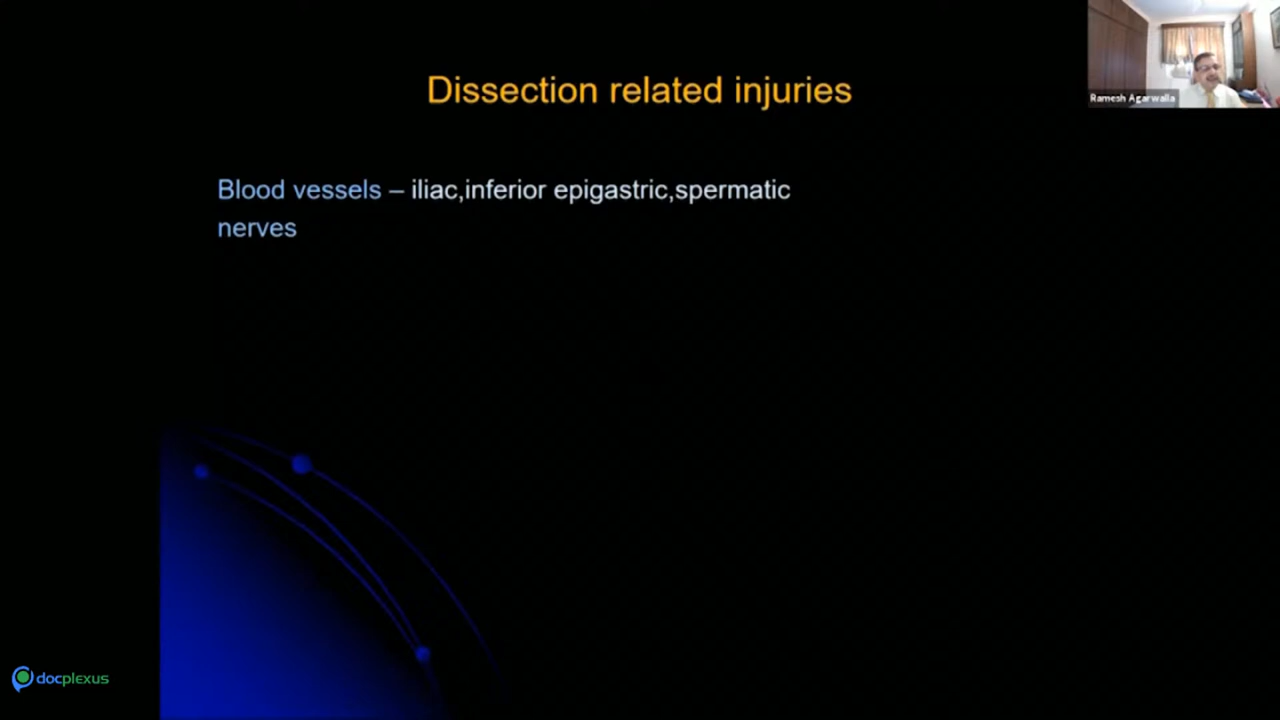 Dissection related injuries
Ramesh Agarwalla
Blood vessels – iliac,inferior epigastric,spermatic
nerves
docplexus